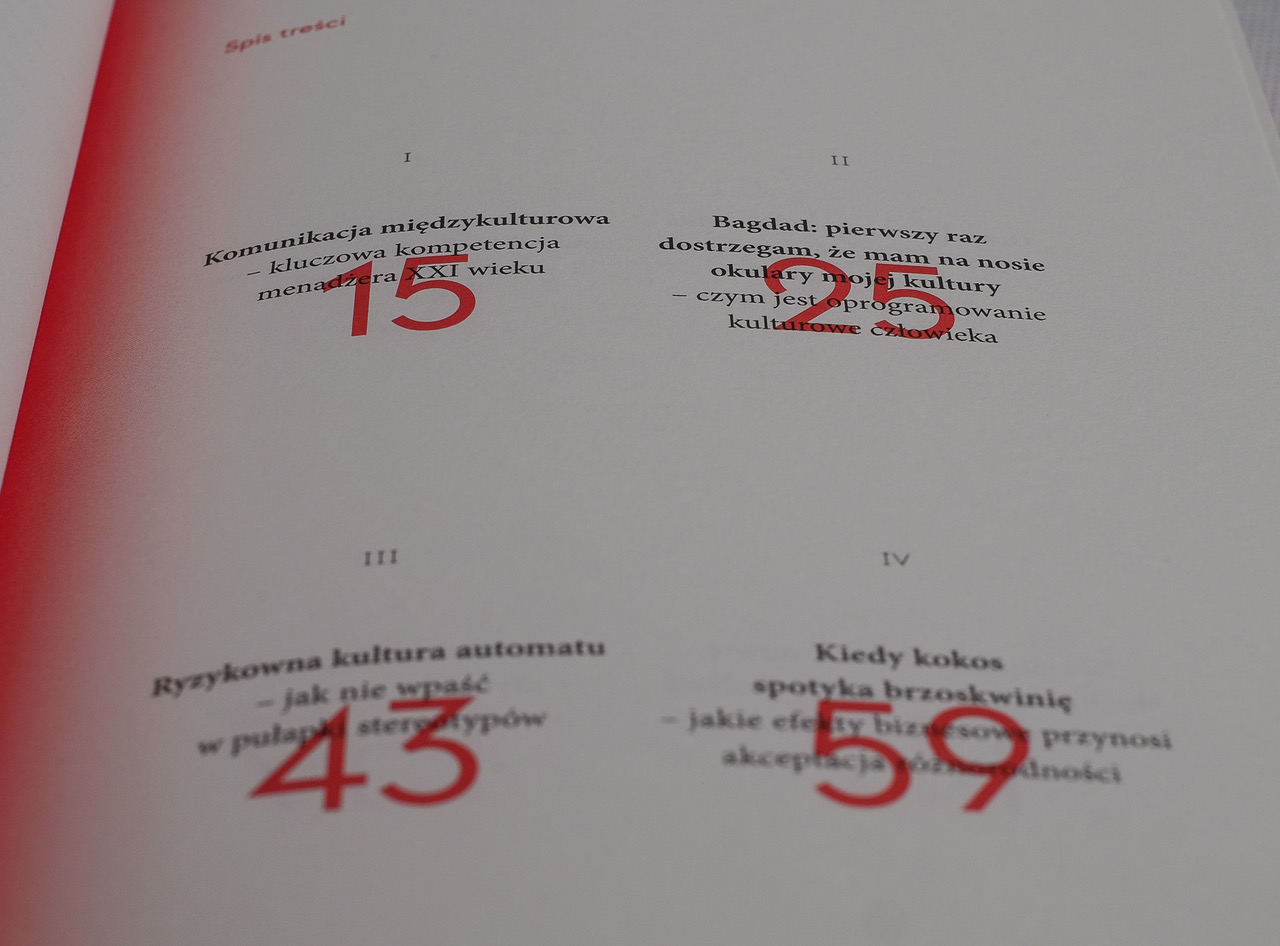 Spis treści
I
Komunikacja międzykulturowa
– kluczowa kompetencja
menadżera XXI wieku
15
II
Bagdad: pierwszy raz
dostrzegam, że mam na nosie
okulary mojej kultury
– czym jest oprogramowanie
kulturowe człowieka
25
III
Ryzykowna kultura automatu
– jak nie wpaść
w pułapki stereotypów
43
IV
Kiedy kokos
spotyka brzoskwinię
– jakie efekty biznesowe przynosi
akceptacja różnorodności
59